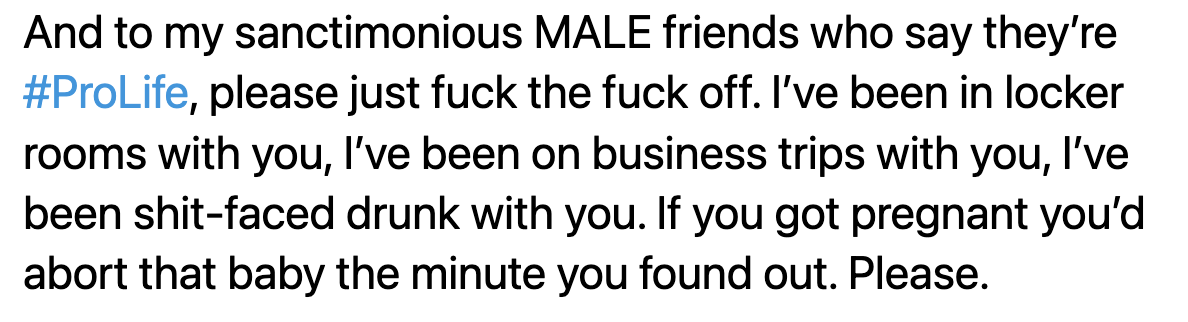 And to my sanctimonious MALE friends who say they’re
#ProLife, please just fuck the fuck off. I’ve been in locker
rooms with you, I’ve been on business trips with you, I’ve
been shit-faced drunk with you. If you got pregnant you’d
abort that baby the minute you found out. Please.